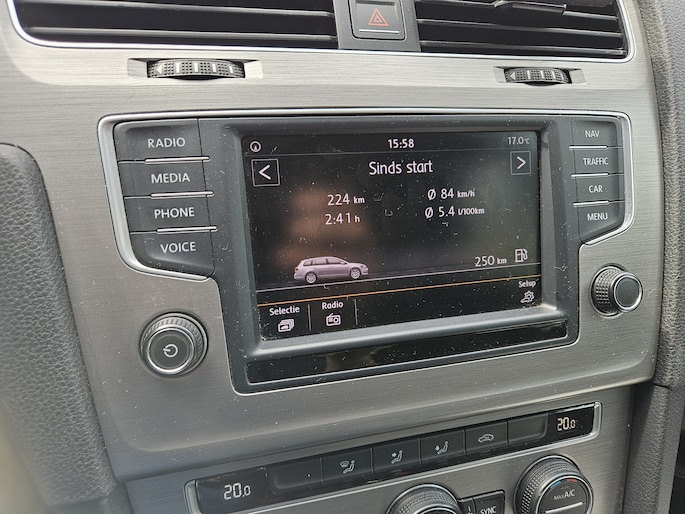 RADIO
MEDIA
PHONE
VOICE
15:58
17.0°C
Sinds start
224 km
Ø 84 km/h
2:41 h
Ø 5.4 l/100km
250 km
Selectie
Radio
Setup
NAV
TRAFFIC
CAR
MENU
20.0
20.0
SYNC
MAX A/C